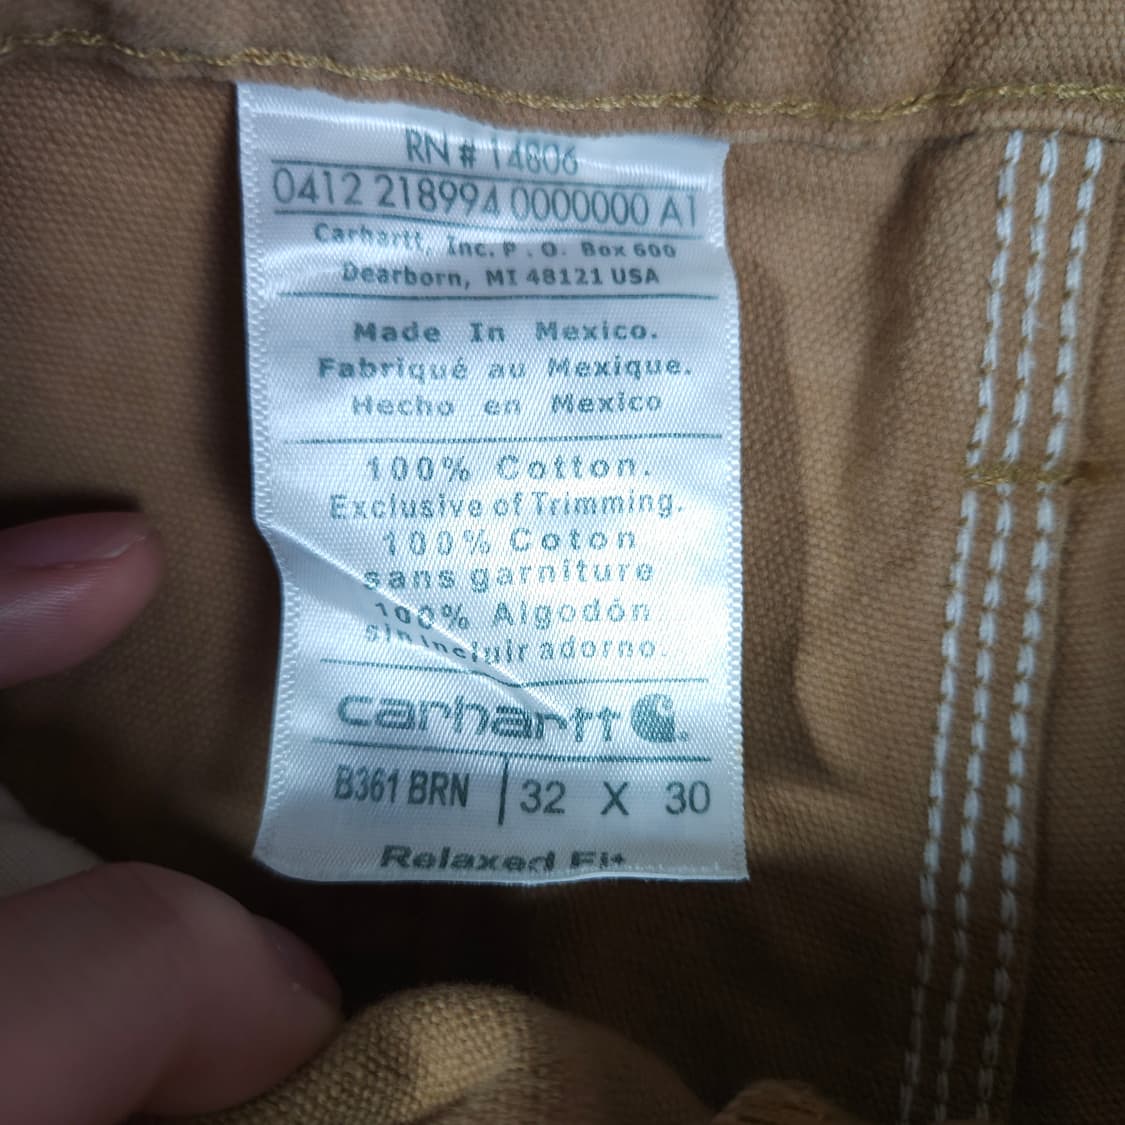 RN # 14806
0412 218994 0000000 A1
Carhartt, Inc. P . O. Box 600
Dearborn, MI 48121 USA
Made In Mexico.
Fabriqué au Mexique.
Hecho en Mexico
100% Cotton.
Exclusive of Trimming.
100% Coton
sans garniture
100% Algodón
sin incluir adorno.
carhartt
B361 BRN | 32 X 30
Relaxed Fit